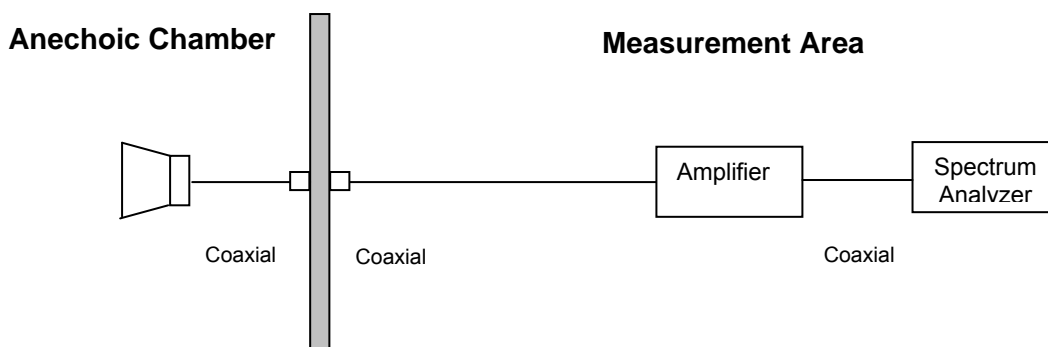 Anechoic Chamber
Measurement Area
Amplifier
Spectrum
Analyzer
Coaxial
Coaxial
Coaxial